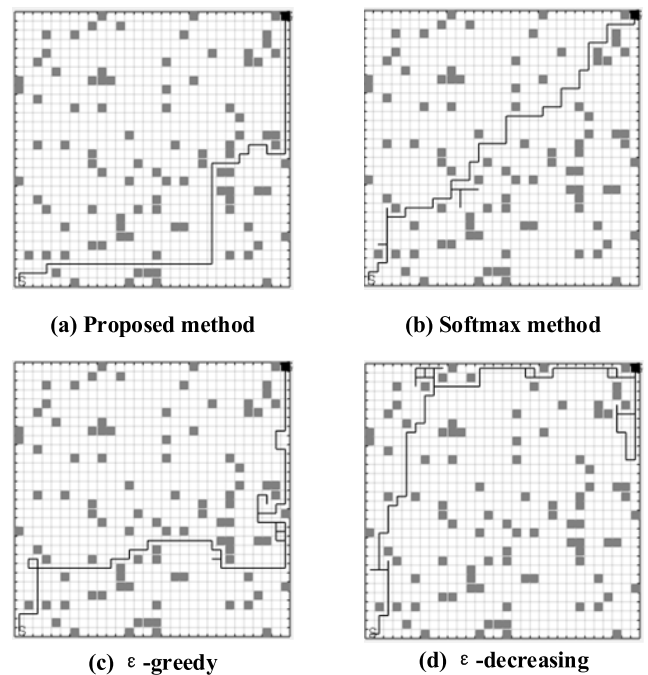 S
S
(a) Proposed method
(b) Softmax method
S
S
(c) ε-greedy
(d) ε-decreasing